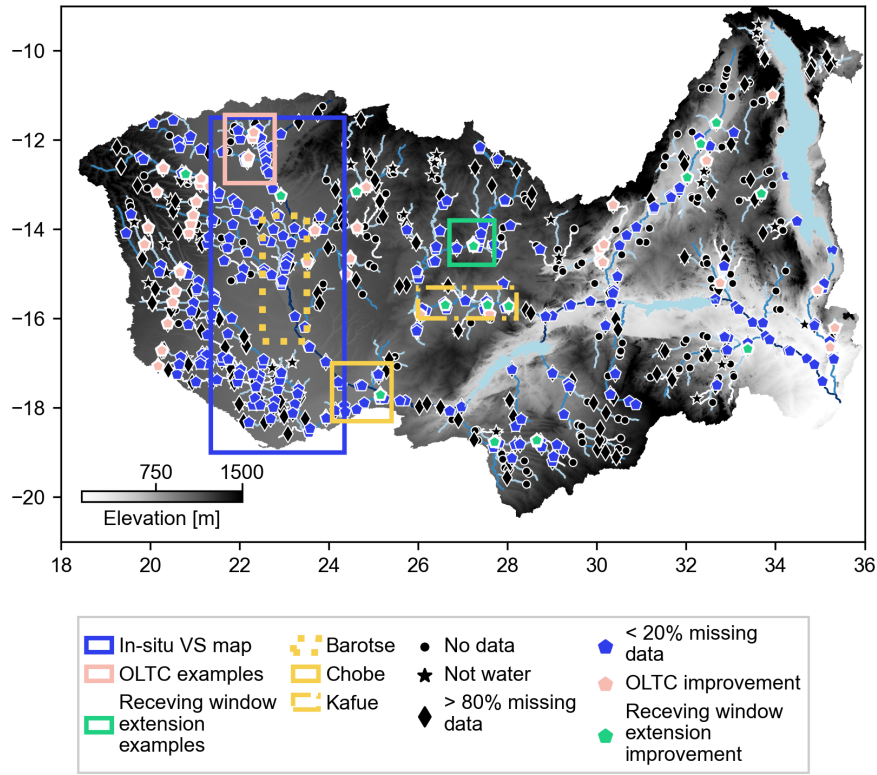 −10
−12
−14
−16
−18
−20
750 1500
Elevation [m]
18 20 22 24 26 28 30 32 34 36
In-situ VS map
OLTC examples
Receving window
extension
examples
Barotse
Chobe
Kafue
No data
Not water
> 80% missing
data
< 20% missing
data
OLTC improvement
Receving window
extension
improvement